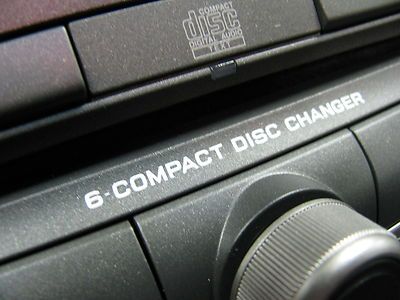 COMPACT
disc
DIGITAL AUDIO
TEXT
6-COMPACT DISC CHANGER